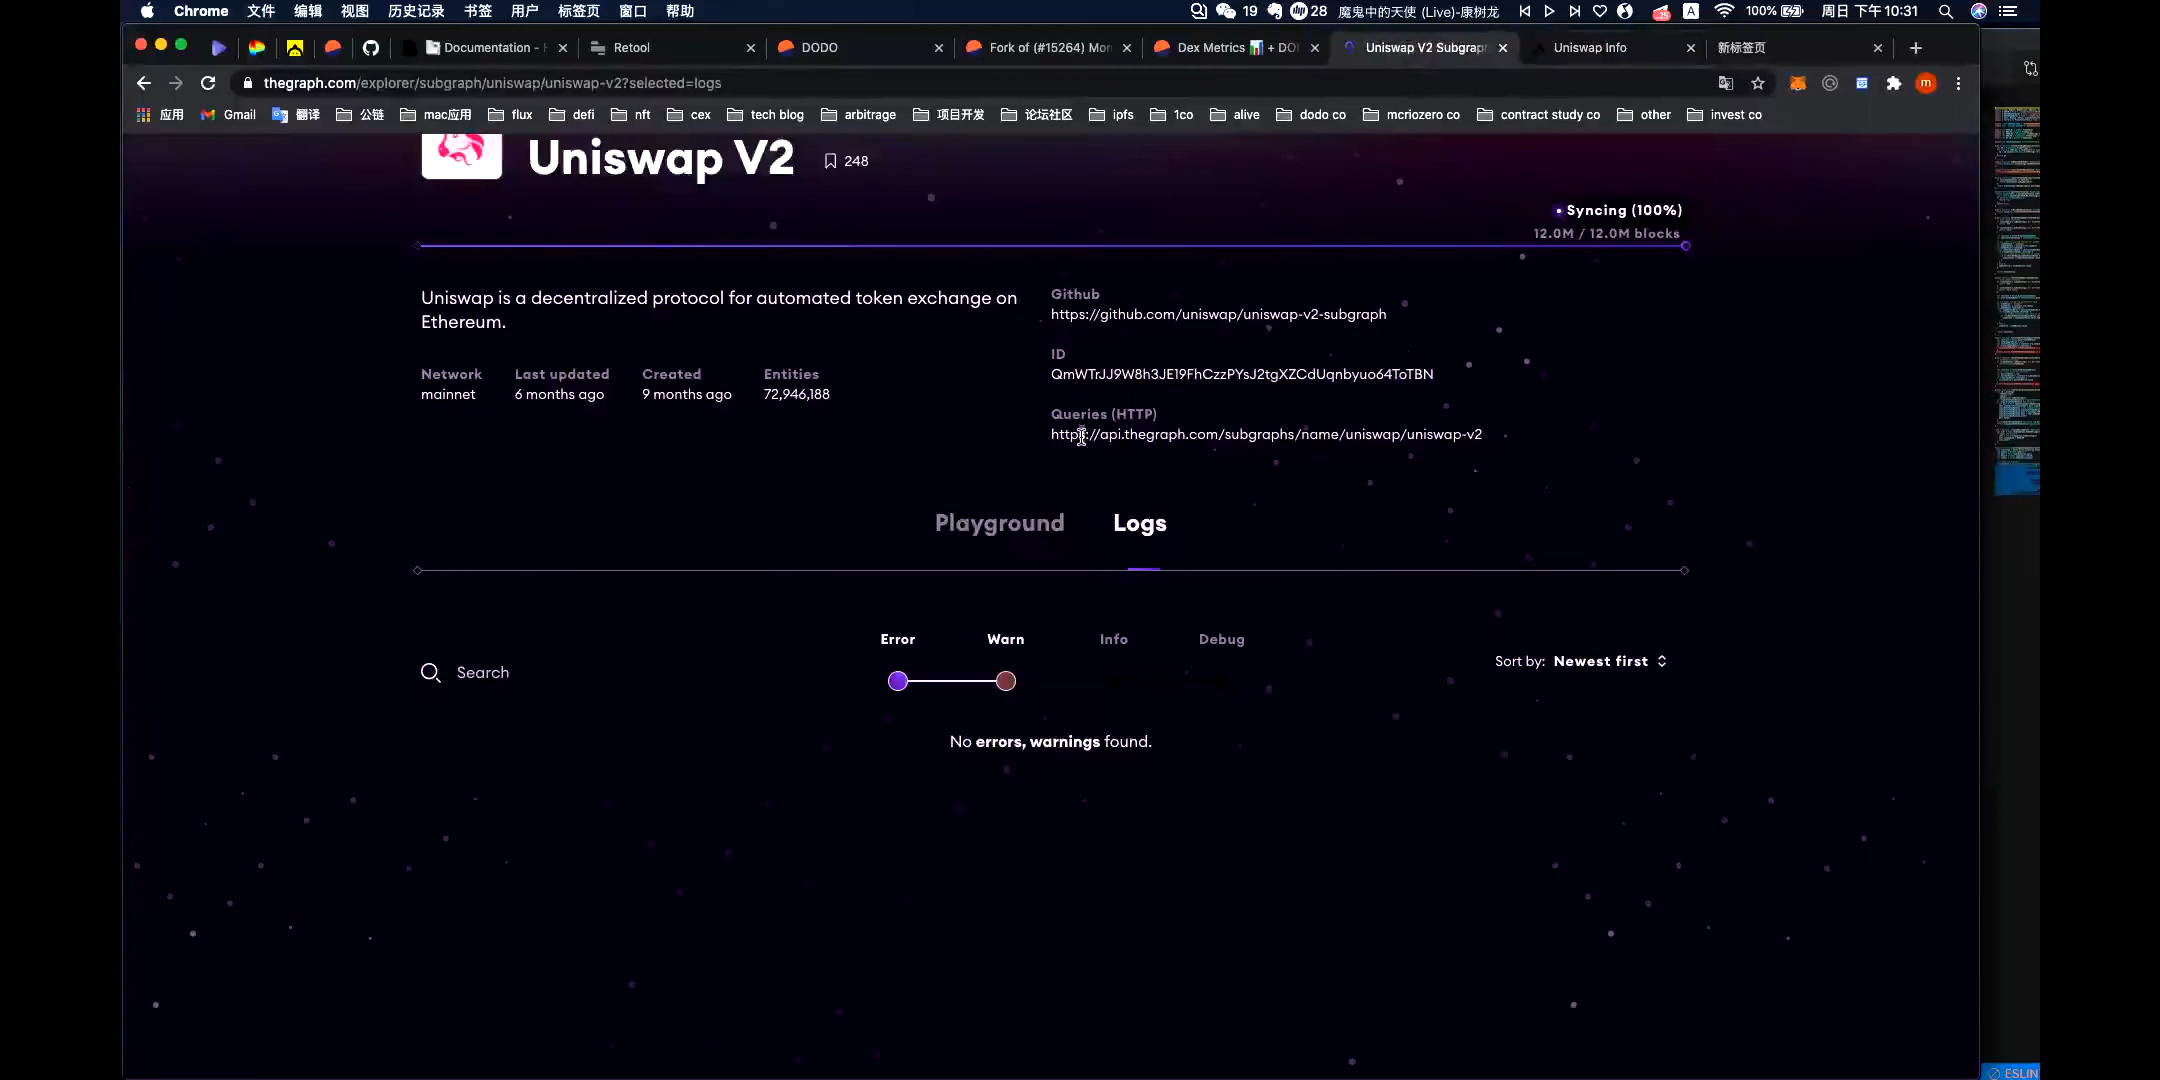 Chrome 文件 编辑 视图 历史记录 书签 用户 标签页 窗口 帮助 19 28 魔鬼中的天使 (Live)-康树龙 A 100% 周日 下午 10:31
Documentation - Retool DODO Fork of (#15264) Mon Dex Metrics 📊 + DO Uniswap V2 Subgraph Uniswap Info 新标签页
thegraph.com/explorer/subgraph/uniswap/uniswap-v2?selected=logs m
应用 Gmail 翻译 公链 mac应用 flux defi nft cex tech blog arbitrage 项目开发 论坛社区 ipfs 1co alive dodo co mcriozero co contract study co other invest co
Uniswap V2 248
Syncing (100%)
12.0M / 12.0M blocks
Uniswap is a decentralized protocol for automated token exchange on
Ethereum.
Network Last updated Created Entities
mainnet 6 months ago 9 months ago 72,946,188
Github
https://github.com/uniswap/uniswap-v2-subgraph
ID
QmWTrJJ9W8h3JE19FhCzzPYsJ2tgXZCdUqnbyuo64ToTBN
Queries (HTTP)
https://api.thegraph.com/subgraphs/name/uniswap/uniswap-v2
Playground Logs
Error Warn Info Debug
Search
Sort by: Newest first
No errors, warnings found.
ESLIN